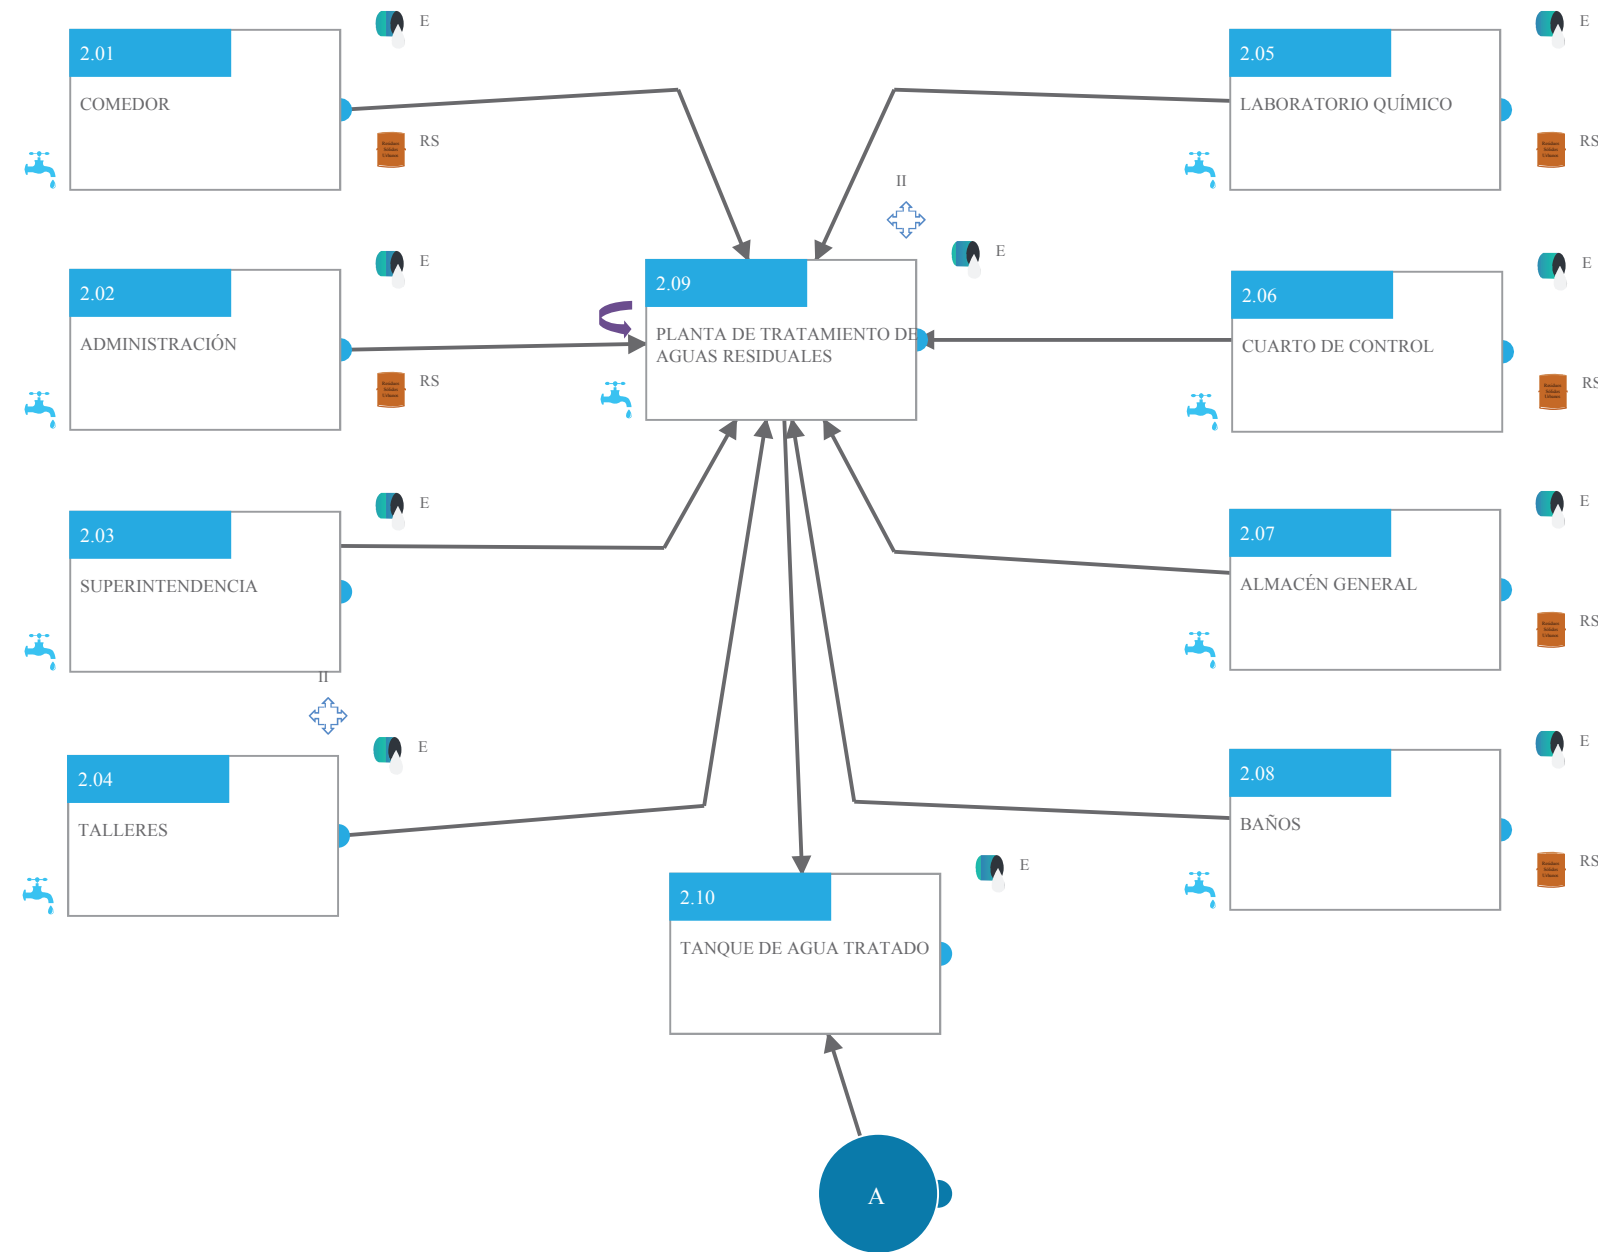 E
2.01
COMEDOR
RS
E
2.05
LABORATORIO QUÍMICO
RS
II
E
2.02
ADMINISTRACIÓN
RS
E
2.09
PLANTA DE TRATAMIENTO DE
AGUAS RESIDUALES
E
2.06
CUARTO DE CONTROL
RS
E
2.03
SUPERINTENDENCIA
E
2.07
ALMACÉN GENERAL
RS
II
E
2.04
TALLERES
E
2.08
BAÑOS
RS
E
2.10
TANQUE DE AGUA TRATADO
A